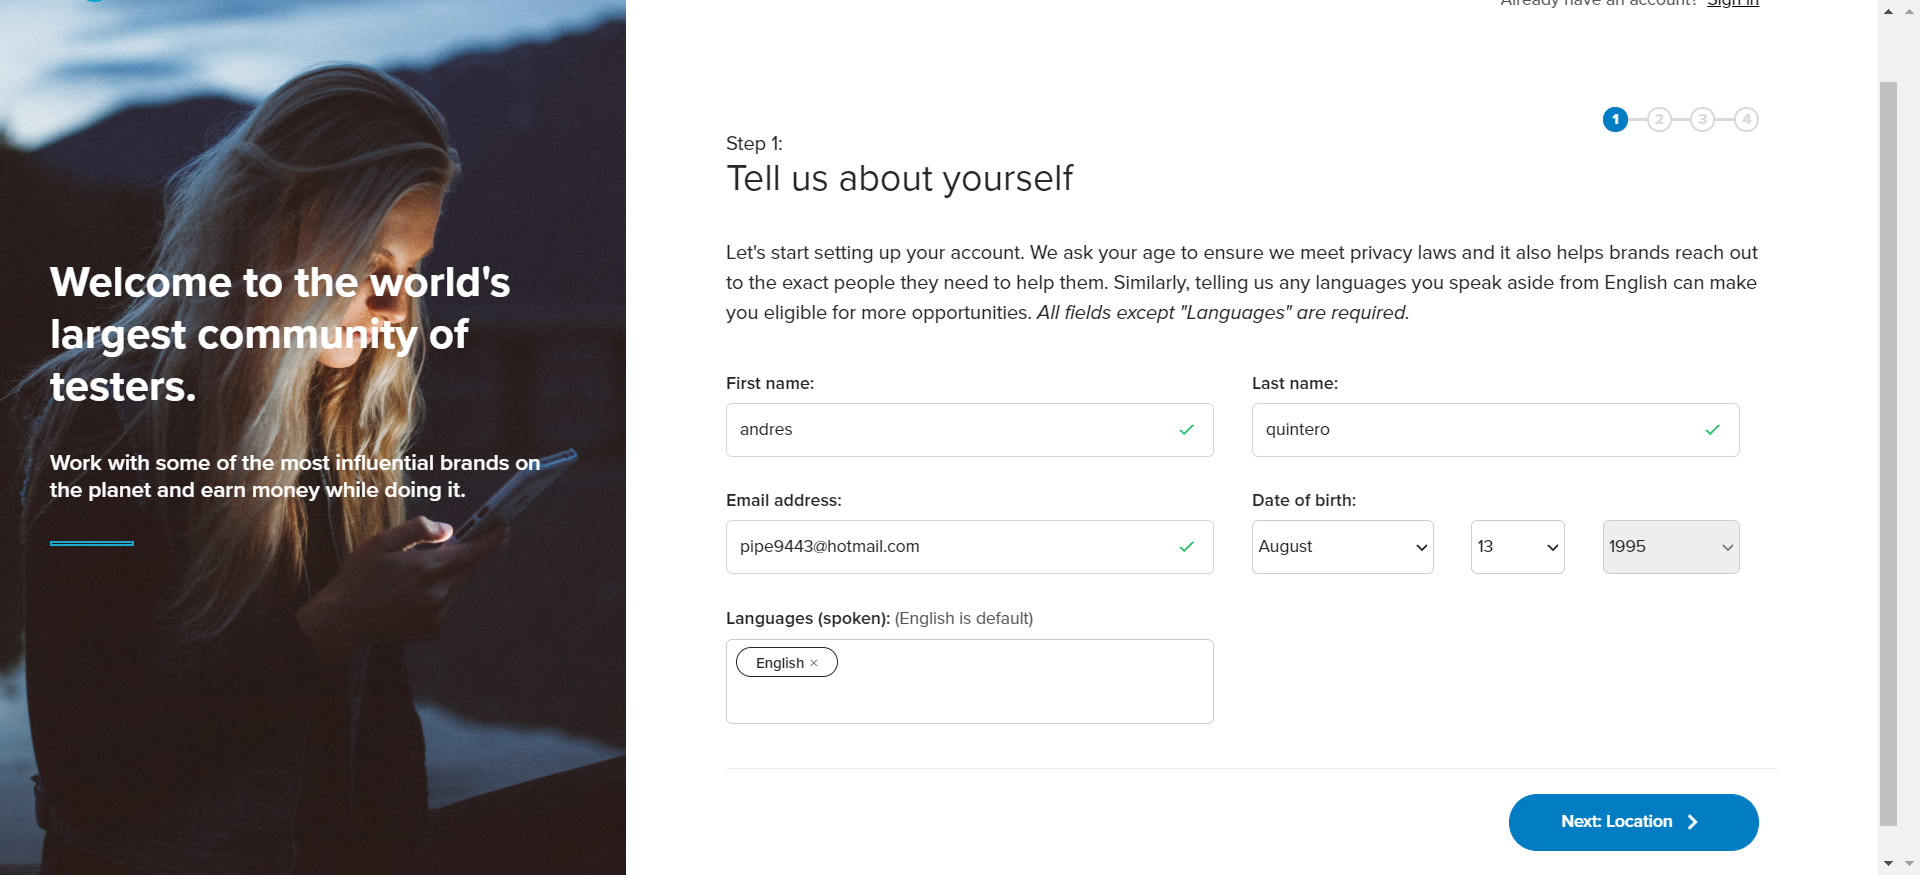 Already have an account? Sign in
Welcome to the world's
largest community of
testers.
Work with some of the most influential brands on
the planet and earn money while doing it.
1 2 3 4
Step 1:
Tell us about yourself
Let's start setting up your account. We ask your age to ensure we meet privacy laws and it also helps brands reach out
to the exact people they need to help them. Similarly, telling us any languages you speak aside from English can make
you eligible for more opportunities. All fields except "Languages" are required.
First name:
Last name:
andres
quintero
Email address:
Date of birth:
pipe9443@hotmail.com
August
13
1995
Languages (spoken): (English is default)
English ×
Next: Location